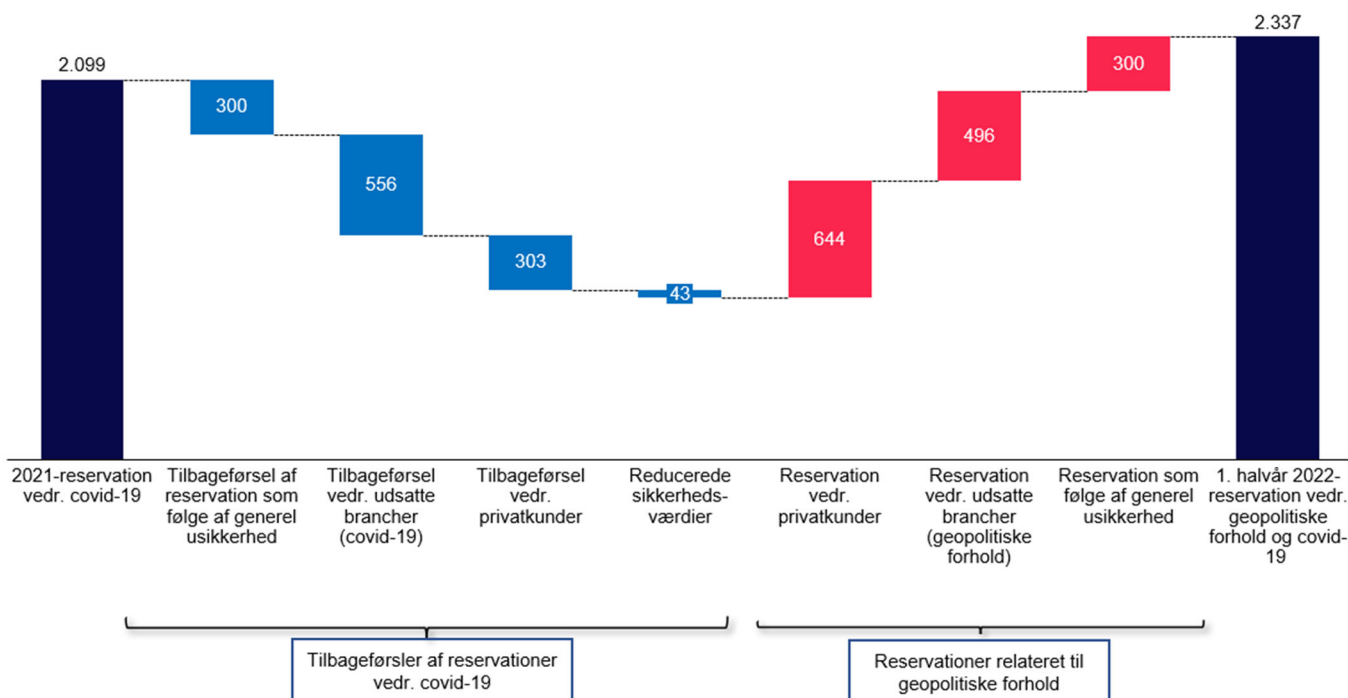 2.099
300
556
303
43
644
496
300
2.337
2021-reservation
vedr. covid-19
Tilbageførsel af
reservation som
følge af generel
usikkerhed
Tilbageførsel
vedr. udsatte
brancher
(covid-19)
Tilbageførsel
vedr.
privatkunder
Reducerede
sikkerheds-
værdier
Reservation
vedr.
privatkunder
Reservation
vedr. udsatte
brancher
(geopolitiske
forhold)
Reservation som
følge af generel
usikkerhed
1. halvår 2022-
reservation vedr.
geopolitiske
forhold og covid-
19
Tilbageførsler af reservationer
vedr. covid-19
Reservationer relateret til
geopolitiske forhold